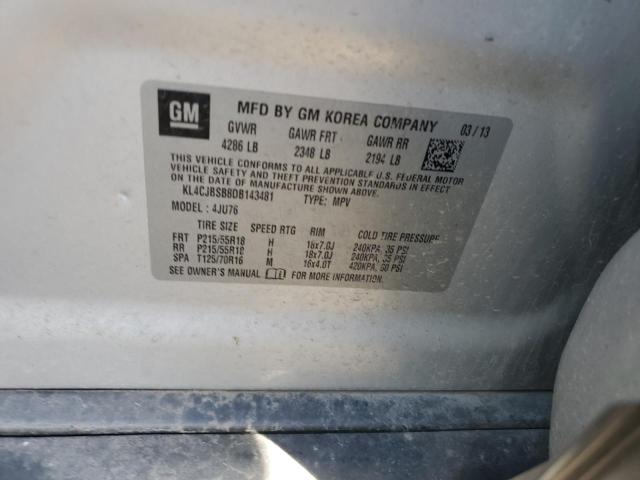 GM
MFD BY GM KOREA COMPANY 03/13
GVWR GAWR FRT GAWR RR
4286 LB 2348 LB 2194 LB
THIS VEHICLE CONFORMS TO ALL APPLICABLE U.S. FEDERAL MOTOR
VEHICLE SAFETY AND THEFT PREVENTION STANDARDS IN EFFECT
ON THE DATE OF MANUFACTURE SHOWN ABOVE.
KL4CJBSB8DB143481 TYPE: MPV
MODEL : 4JU76
TIRE SIZE SPEED RTG RIM COLD TIRE PRESSURE
FRT P215/55R18 H 18x7.0J 240KPA, 35 PSI
RR P215/55R18 H 18x7.0J 240KPA, 35 PSI
SPA T125/70R16 M 16x4.0T 420KPA, 60 PSI
SEE OWNER'S MANUAL FOR MORE INFORMATION.